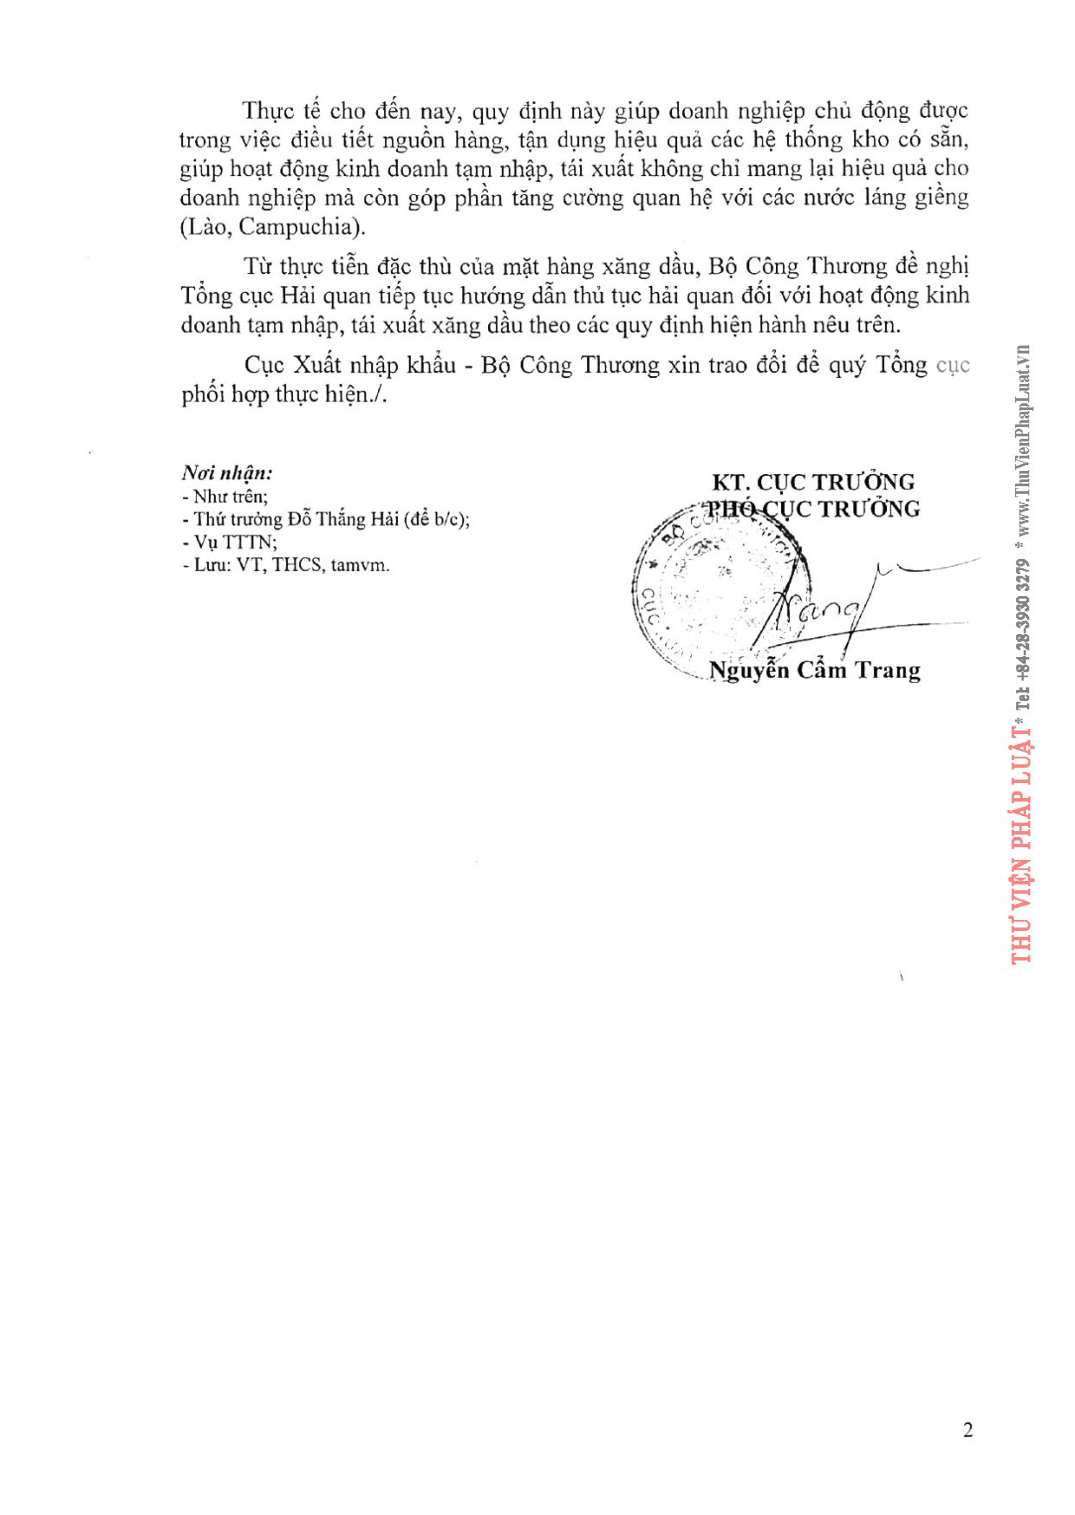 Thực tế cho đến nay, quy định này giúp doanh nghiệp chủ động được
trong việc điều tiết nguồn hàng, tận dụng hiệu quả các hệ thống kho có sẵn,
giúp hoạt động kinh doanh tạm nhập, tái xuất không chỉ mang lại hiệu quả cho
doanh nghiệp mà còn góp phần tăng cường quan hệ với các nước láng giềng
(Lào, Campuchia).
Từ thực tiễn đặc thù của mặt hàng xăng dầu, Bộ Công Thương đề nghị
Tổng cục Hải quan tiếp tục hướng dẫn thủ tục hải quan đối với hoạt động kinh
doanh tạm nhập, tái xuất xăng dầu theo các quy định hiện hành nêu trên.
Cục Xuất nhập khẩu - Bộ Công Thương xin trao đổi để quý Tổng cục
phối hợp thực hiện./.
Nơi nhận:
- Như trên;
- Thứ trưởng Đỗ Thắng Hải (để b/c);
- Vụ TTTN;
- Lưu: VT, THCS, tamvm.
KT. CỤC TRƯỞNG
PHÓ CỤC TRƯỞNG
BỘ CÔNG
CỤC
Trang
Nguyễn Cẩm Trang
THƯ VIỆN PHÁP LUẬT * Tel: +84-28-3930 3279 * www.ThuVienPhapLuat.vn
2